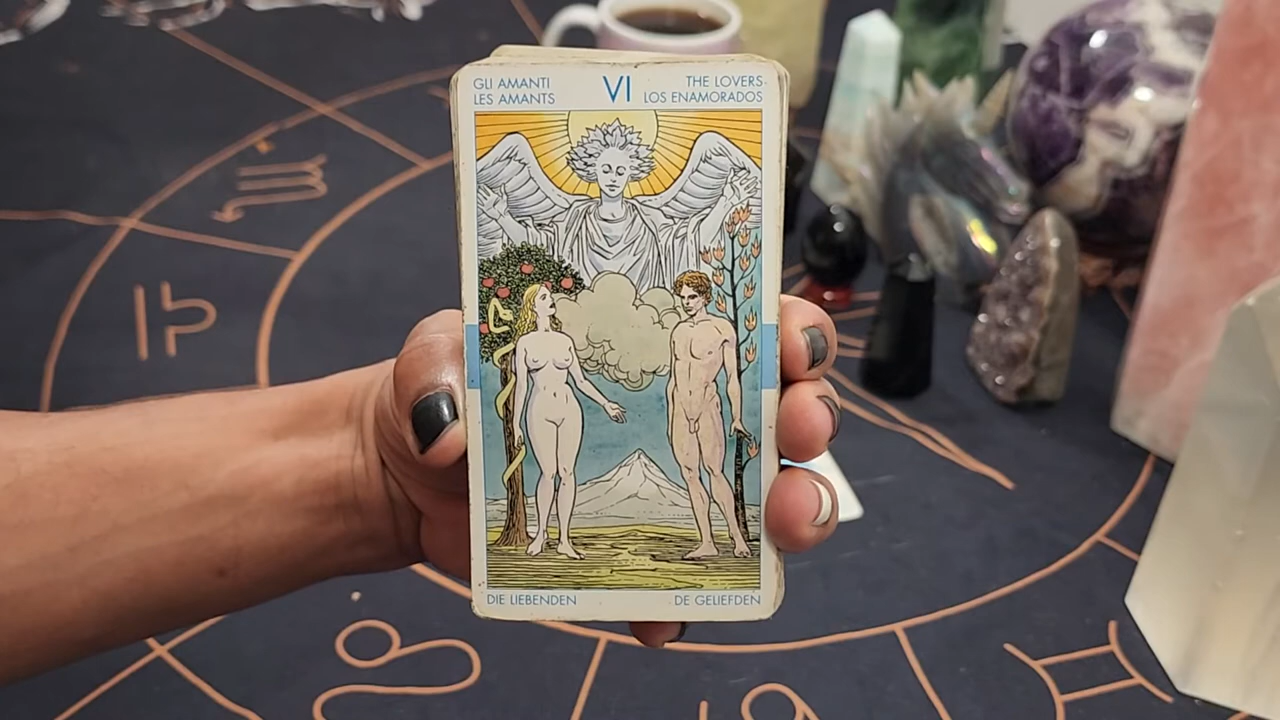 GLI AMANTI VI THE LOVERS
LES AMANTS LOS ENAMORADOS
DIE LIEBENDEN DE GELIEFDEN